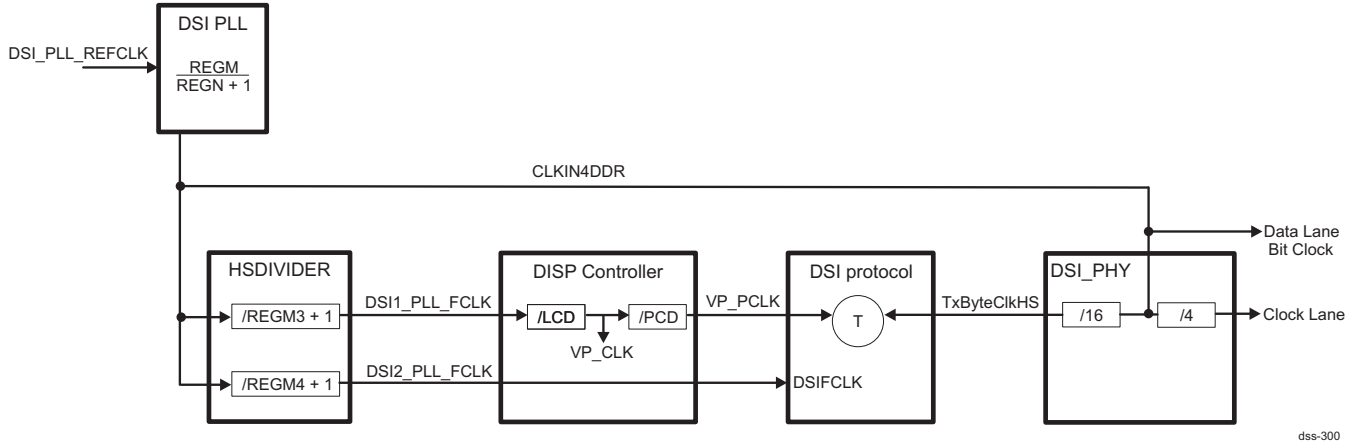 DSI PLL
DSI_PLL_REFCLK
REGM
REGN + 1
CLKIN4DDR
Data Lane
Bit Clock
HSDIVIDER
DISP Controller
DSI protocol
DSI_PHY
/REGM3 + 1
DSI1_PLL_FCLK
/LCD
/PCD
VP_PCLK
T
TxByteClkHS
/16
/4
Clock Lane
VP_CLK
/REGM4 + 1
DSI2_PLL_FCLK
DSIFCLK
dss-300